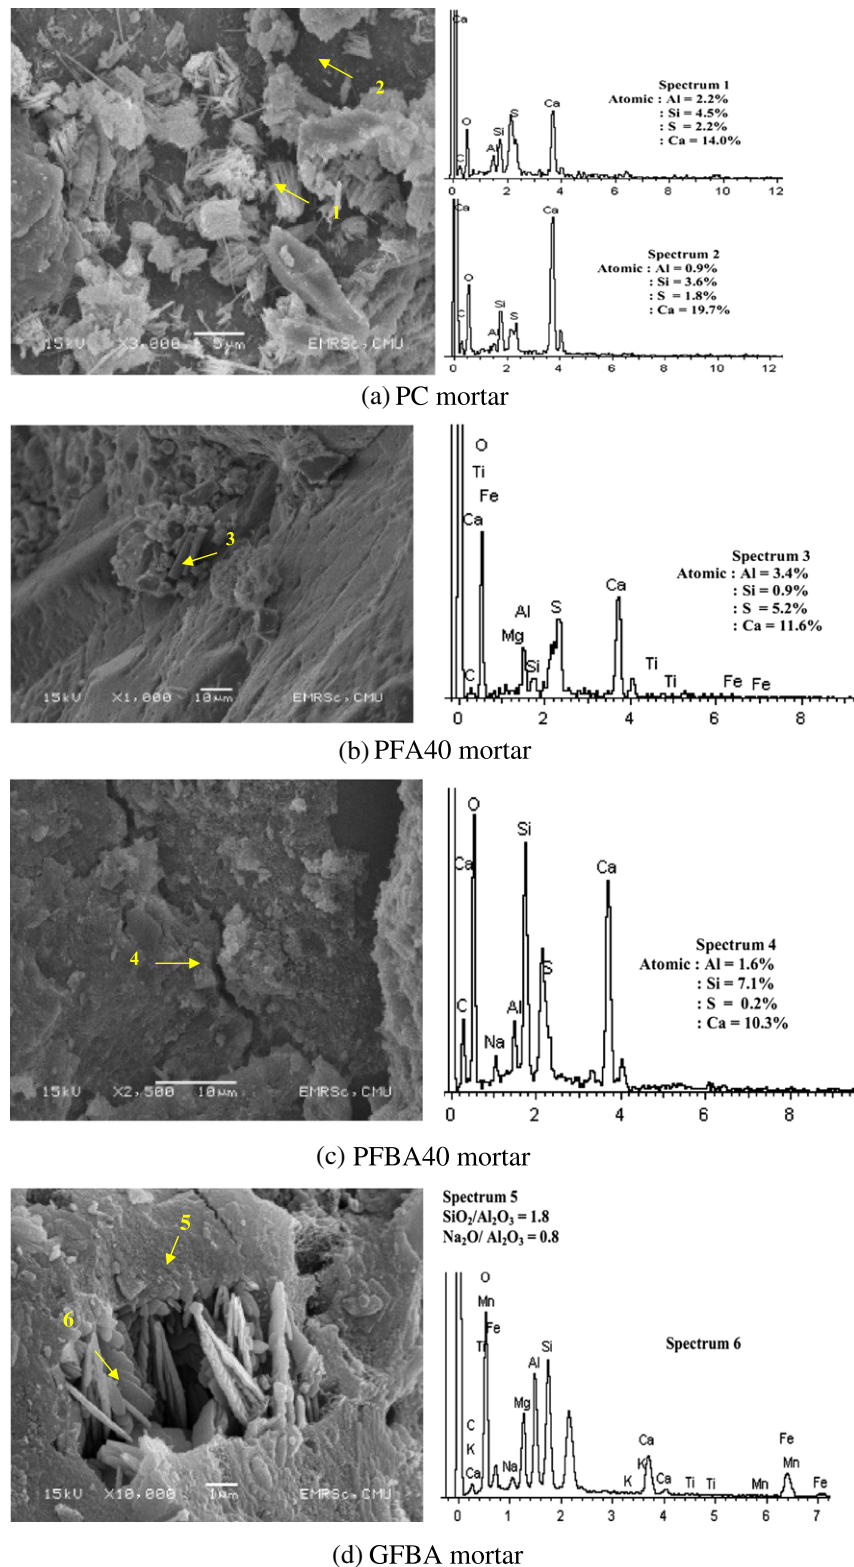 2
1
15kV X3,000 5μm EMRSc,CMU
Ca
O
C
Al
Si
S
Ca
Spectrum 1
Atomic : Al = 2.2%
: Si = 4.5%
: S = 2.2%
: Ca = 14.0%
0 2 4 6 8 10 12
Ca
O
C
Al
Si
S
Ca
Spectrum 2
Atomic : Al = 0.9%
: Si = 3.6%
: S = 1.8%
: Ca = 19.7%
0 2 4 6 8 10 12
(a) PC mortar
3
15kV X1,000 10μm EMRSc,CMU
O
Ti
Fe
Ca
C
Mg
Al
Si
S
Ca
Ti
Ti
Fe
Fe
Spectrum 3
Atomic : Al = 3.4%
: Si = 0.9%
: S = 5.2%
: Ca = 11.6%
0 2 4 6 8
(b) PFA40 mortar
4
15kV X2,500 10μm EMRSc,CMU
O
Ca
C
Na
Al
Si
S
Ca
Spectrum 4
Atomic : Al = 1.6%
: Si = 7.1%
: S = 0.2%
: Ca = 10.3%
0 2 4 6 8
(c) PFBA40 mortar
5
6
15kV X10,000 1μm EMRSc,CMU
Spectrum 5
SiO₂/Al₂O₃ = 1.8
Na₂O/ Al₂O₃ = 0.8
O
Mn
Fe
Ti
C
K
Ca
Na
Mg
Al
Si
Spectrum 6
Ca
K
K
Ca
Ti
Ti
Mn
Fe
Mn
Fe
0 1 2 3 4 5 6 7
(d) GFBA mortar